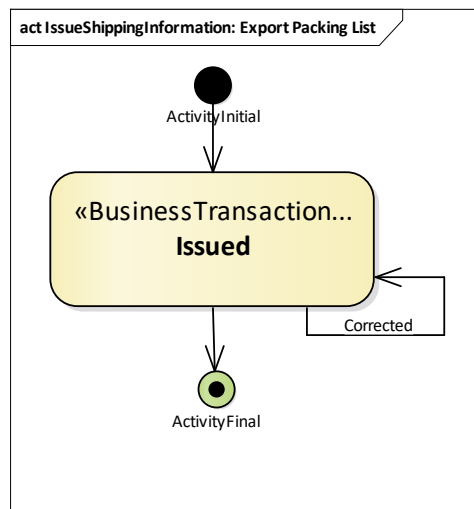 act IssueShippingInformation: Export Packing List
ActivityInitial
«BusinessTransaction...
Issued
Corrected
ActivityFinal